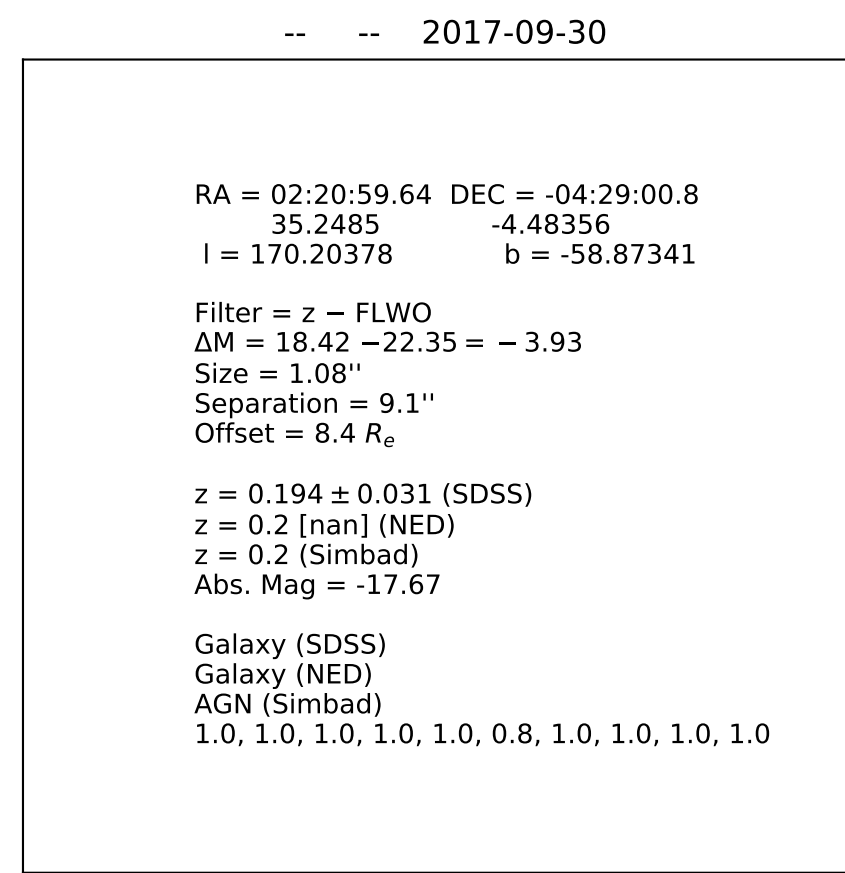 -- -- 2017-09-30
RA = 02:20:59.64 DEC = -04:29:00.8
35.2485 -4.48356
l = 170.20378 b = -58.87341
Filter = z − FLWO
ΔM = 18.42 −22.35 = − 3.93
Size = 1.08''
Separation = 9.1''
Offset = 8.4 Rₑ
z = 0.194 ± 0.031 (SDSS)
z = 0.2 [nan] (NED)
z = 0.2 (Simbad)
Abs. Mag = -17.67
Galaxy (SDSS)
Galaxy (NED)
AGN (Simbad)
1.0, 1.0, 1.0, 1.0, 1.0, 0.8, 1.0, 1.0, 1.0, 1.0